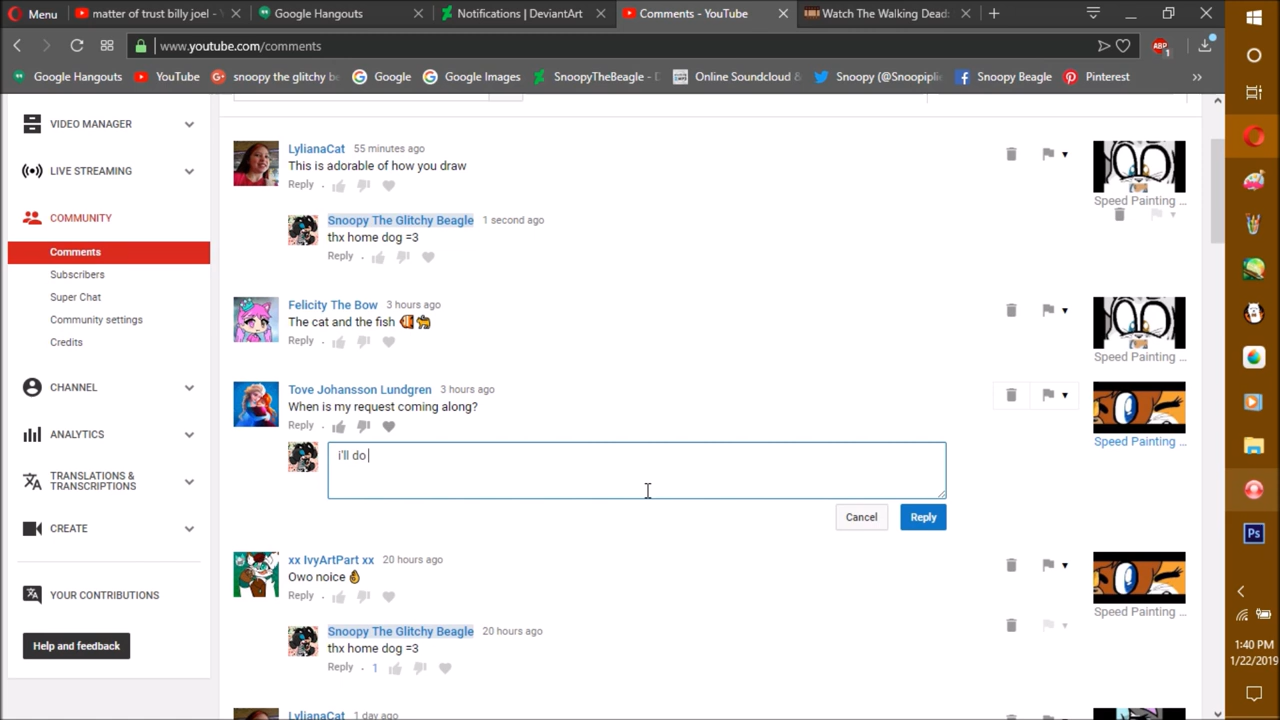 Menu
matter of trust billy joel -
Google Hangouts
Notifications | DeviantArt
Comments - YouTube
Watch The Walking Dead:
www.youtube.com/comments
ABP
1
Google Hangouts
YouTube
snoopy the glitchy be
Google
Google Images
SnoopyTheBeagle - D
Online Soundcloud &
Snoopy (@Snoopiplie
Snoopy Beagle
Pinterest
VIDEO MANAGER
LIVE STREAMING
COMMUNITY
Comments
Subscribers
Super Chat
Community settings
Credits
CHANNEL
ANALYTICS
TRANSLATIONS &
TRANSCRIPTIONS
CREATE
YOUR CONTRIBUTIONS
Help and feedback
LylianaCat 55 minutes ago
This is adorable of how you draw
Reply
Speed Painting ...
Snoopy The Glitchy Beagle 1 second ago
thx home dog =3
Reply
Felicity The Bow 3 hours ago
The cat and the fish 🐠🐅
Reply
Speed Painting ...
Tove Johansson Lundgren 3 hours ago
When is my request coming along?
Reply
Speed Painting ...
i'll do
Cancel
Reply
xx IvyArtPart xx 20 hours ago
Owo noice 👌
Reply
Speed Painting ...
Snoopy The Glitchy Beagle 20 hours ago
thx home dog =3
Reply 1
LylianaCat 1 day ago
Ps
1:40 PM
1/22/2019